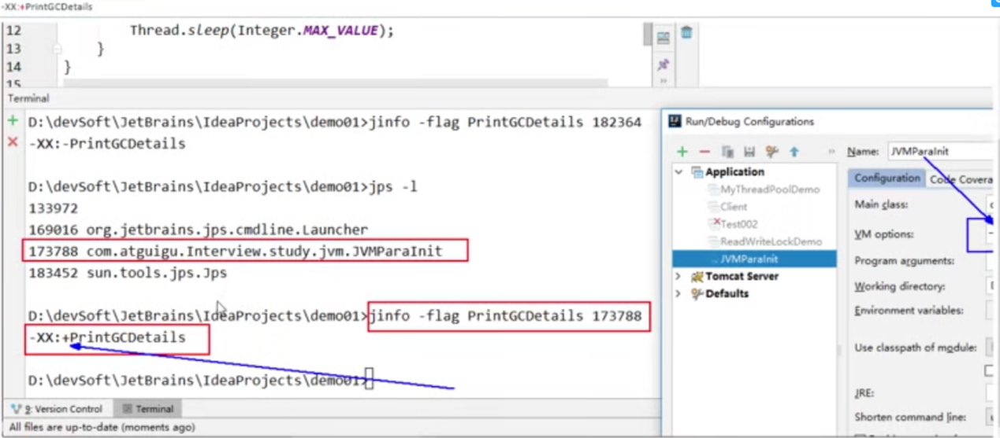 -XX:+PrintGCDetails
12 Thread.sleep(Integer.MAX_VALUE);
13 }
14 }
15
Terminal
D:\devSoft\JetBrains\IdeaProjects\demo01>jinfo -flag PrintGCDetails 182364
-XX:-PrintGCDetails
D:\devSoft\JetBrains\IdeaProjects\demo01>jps -l
133972
169016 org.jetbrains.jps.cmdline.Launcher
173788 com.atguigu.Interview.study.jvm.JVMParaInit
183452 sun.tools.jps.Jps
D:\devSoft\JetBrains\IdeaProjects\demo01>jinfo -flag PrintGCDetails 173788
-XX:+PrintGCDetails
D:\devSoft\JetBrains\IdeaProjects\demo01>
9: Version Control
Terminal
All files are up-to-date (moments ago)
Run/Debug Configurations
Name: JVMParaInit
Application
MyThreadPoolDemo
Client
Test002
ReadWriteLockDemo
JVMParaInit
Tomcat Server
Defaults
Configuration
Code Covera
Main class:
VM options:
Program arguments:
Working directory:
Environment variables:
Use classpath of module:
JRE:
Shorten command line: